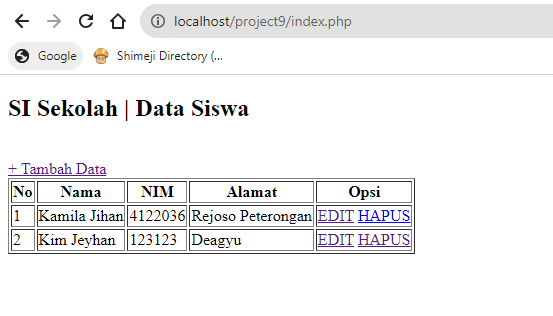 localhost/project9/index.php
Google Shimeji Directory (...
SI Sekolah | Data Siswa
+ Tambah Data
No Nama NIM Alamat Opsi
1 Kamila Jihan 4122036 Rejoso Peterongan EDIT HAPUS
2 Kim Jeyhan 123123 Deagyu EDIT HAPUS